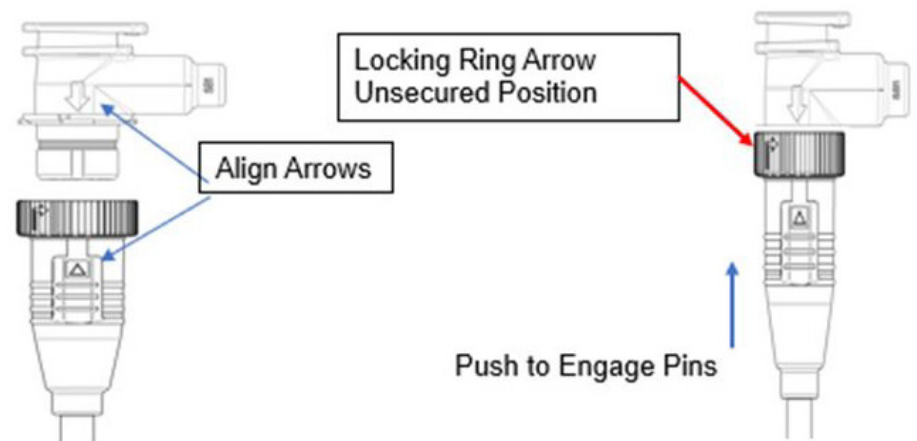 Locking Ring Arrow
Unsecured Position
Align Arrows
Push to Engage Pins